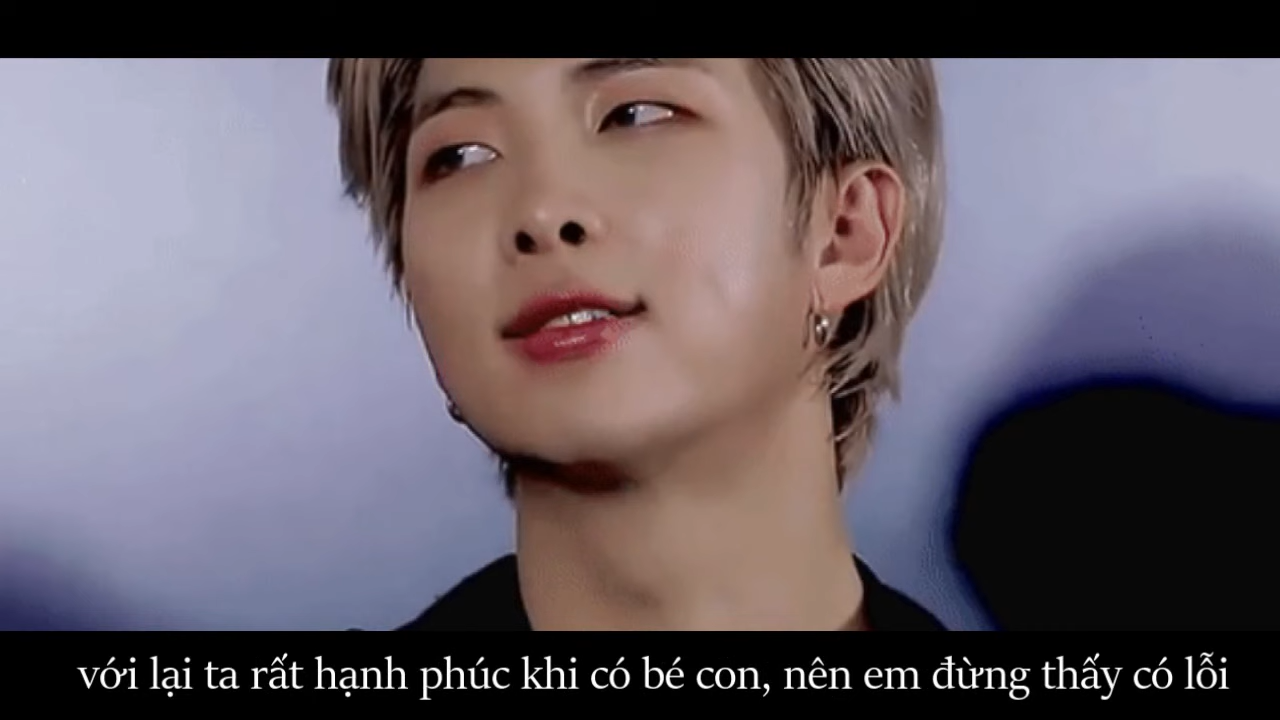 với lại ta rất hạnh phúc khi có bé con, nên em đừng thấy có lỗi